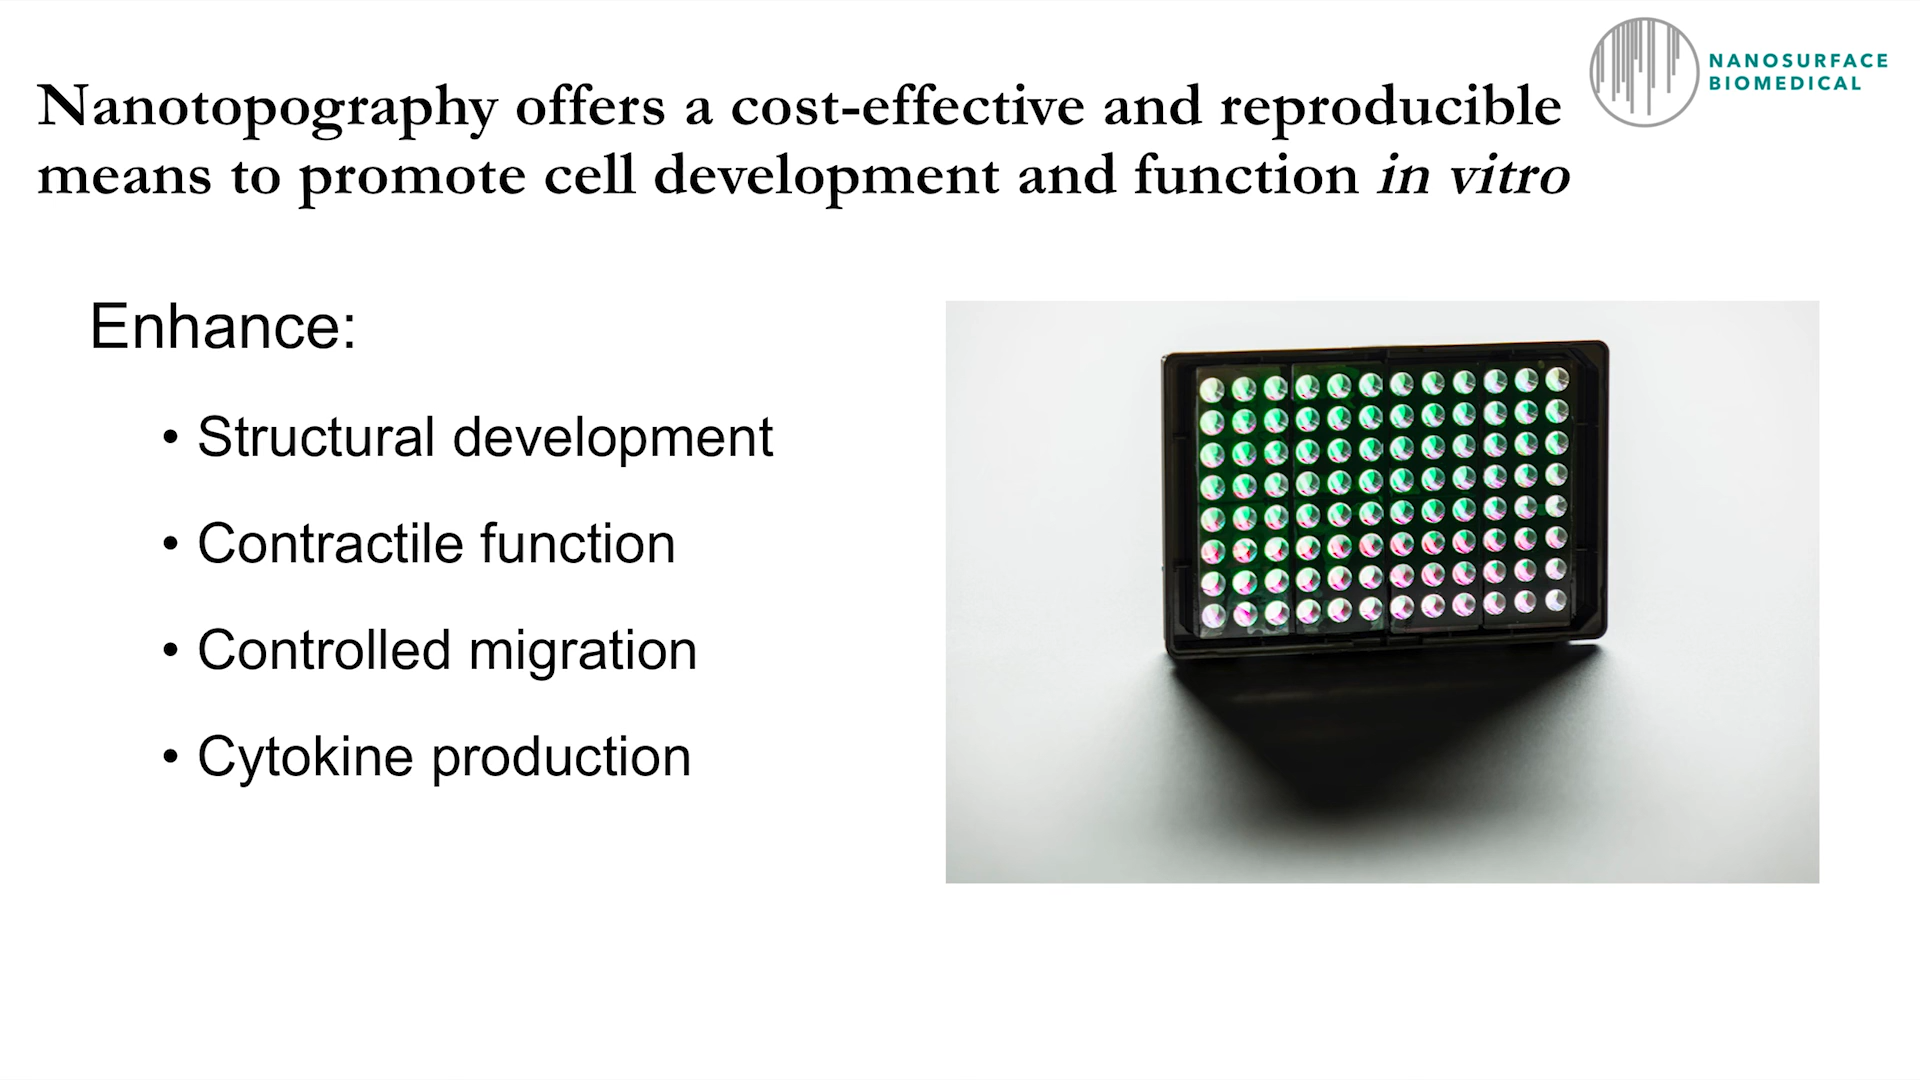 Nanotopography offers a cost-effective and reproducible
means to promote cell development and function in vitro
NANOSURFACE
BIOMEDICAL
Enhance:
• Structural development
• Contractile function
• Controlled migration
• Cytokine production